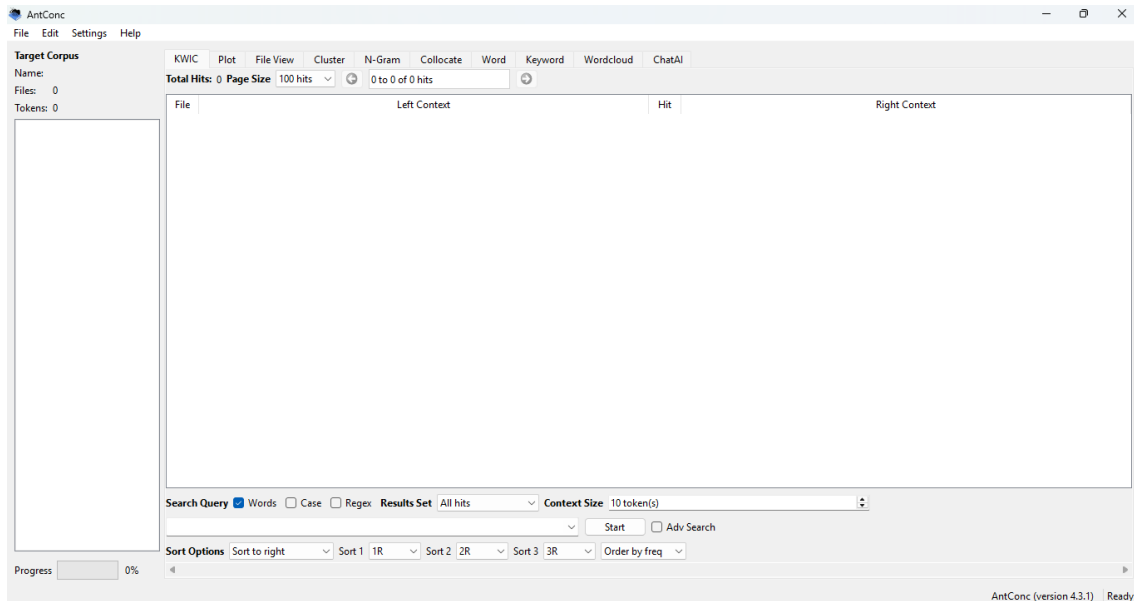 AntConc
File Edit Settings Help
Target Corpus
Name:
Files: 0
Tokens: 0
KWIC Plot File View Cluster N-Gram Collocate Word Keyword Wordcloud ChatAI
Total Hits: 0 Page Size 100 hits 0 to 0 of 0 hits
File Left Context Hit Right Context
Search Query Words Case Regex Results Set All hits Context Size 10 token(s)
Start Adv Search
Sort Options Sort to right Sort 1 1R Sort 2 2R Sort 3 3R Order by freq
Progress 0%
AntConc (version 4.3.1) Ready